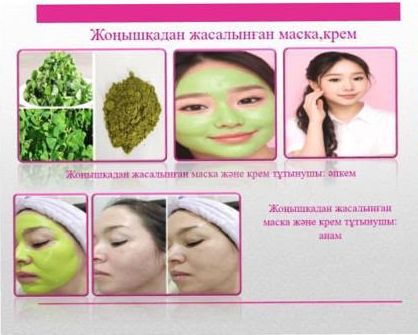 Жоңышқадан жасалынған маска,крем
Жоңышқадан жасалынған маска және крем тұтынушы: әпкем
Жоңышқадан жасалынған
маска және крем тұтынушы:
анам